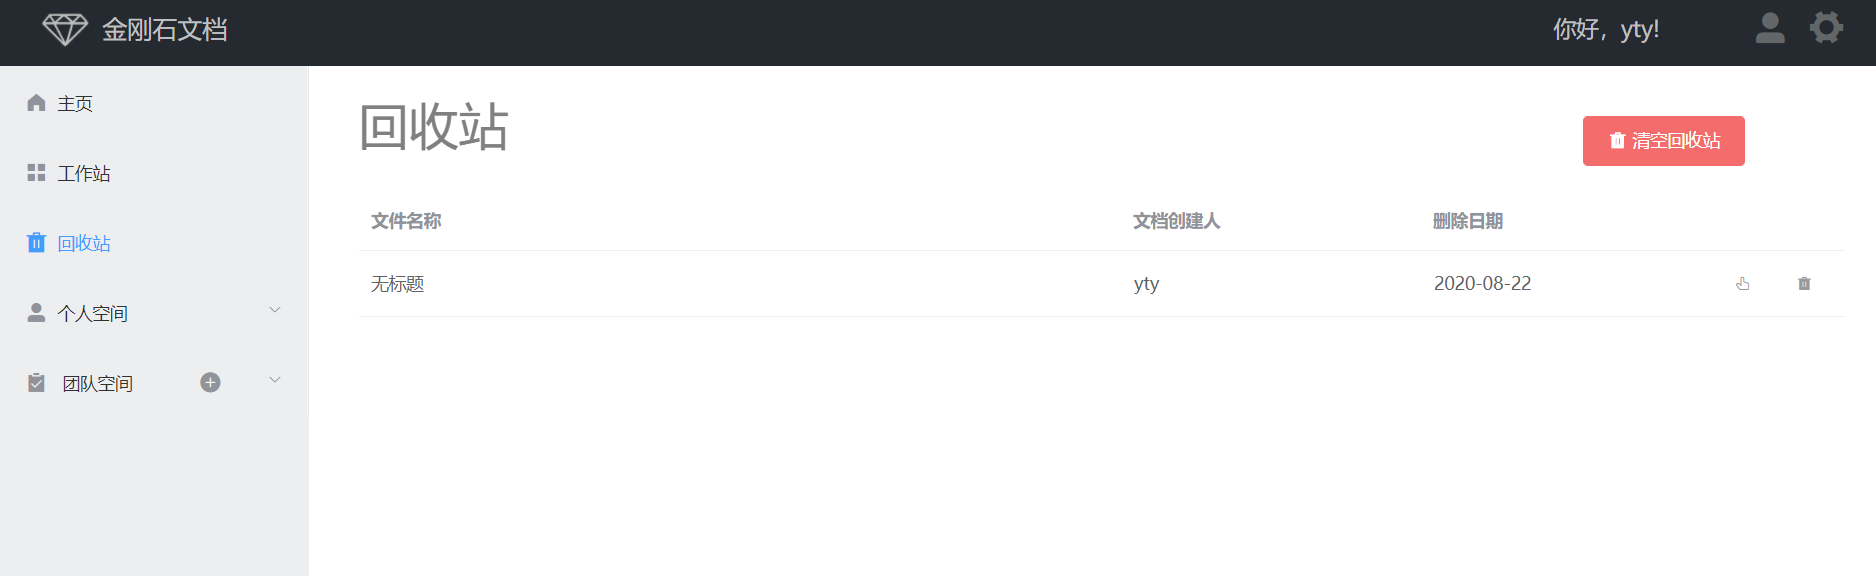 金刚石文档
你好，yty!
主页
工作站
回收站
个人空间
团队空间
回收站
清空回收站
文件名称 文档创建人 删除日期
无标题 yty 2020-08-22